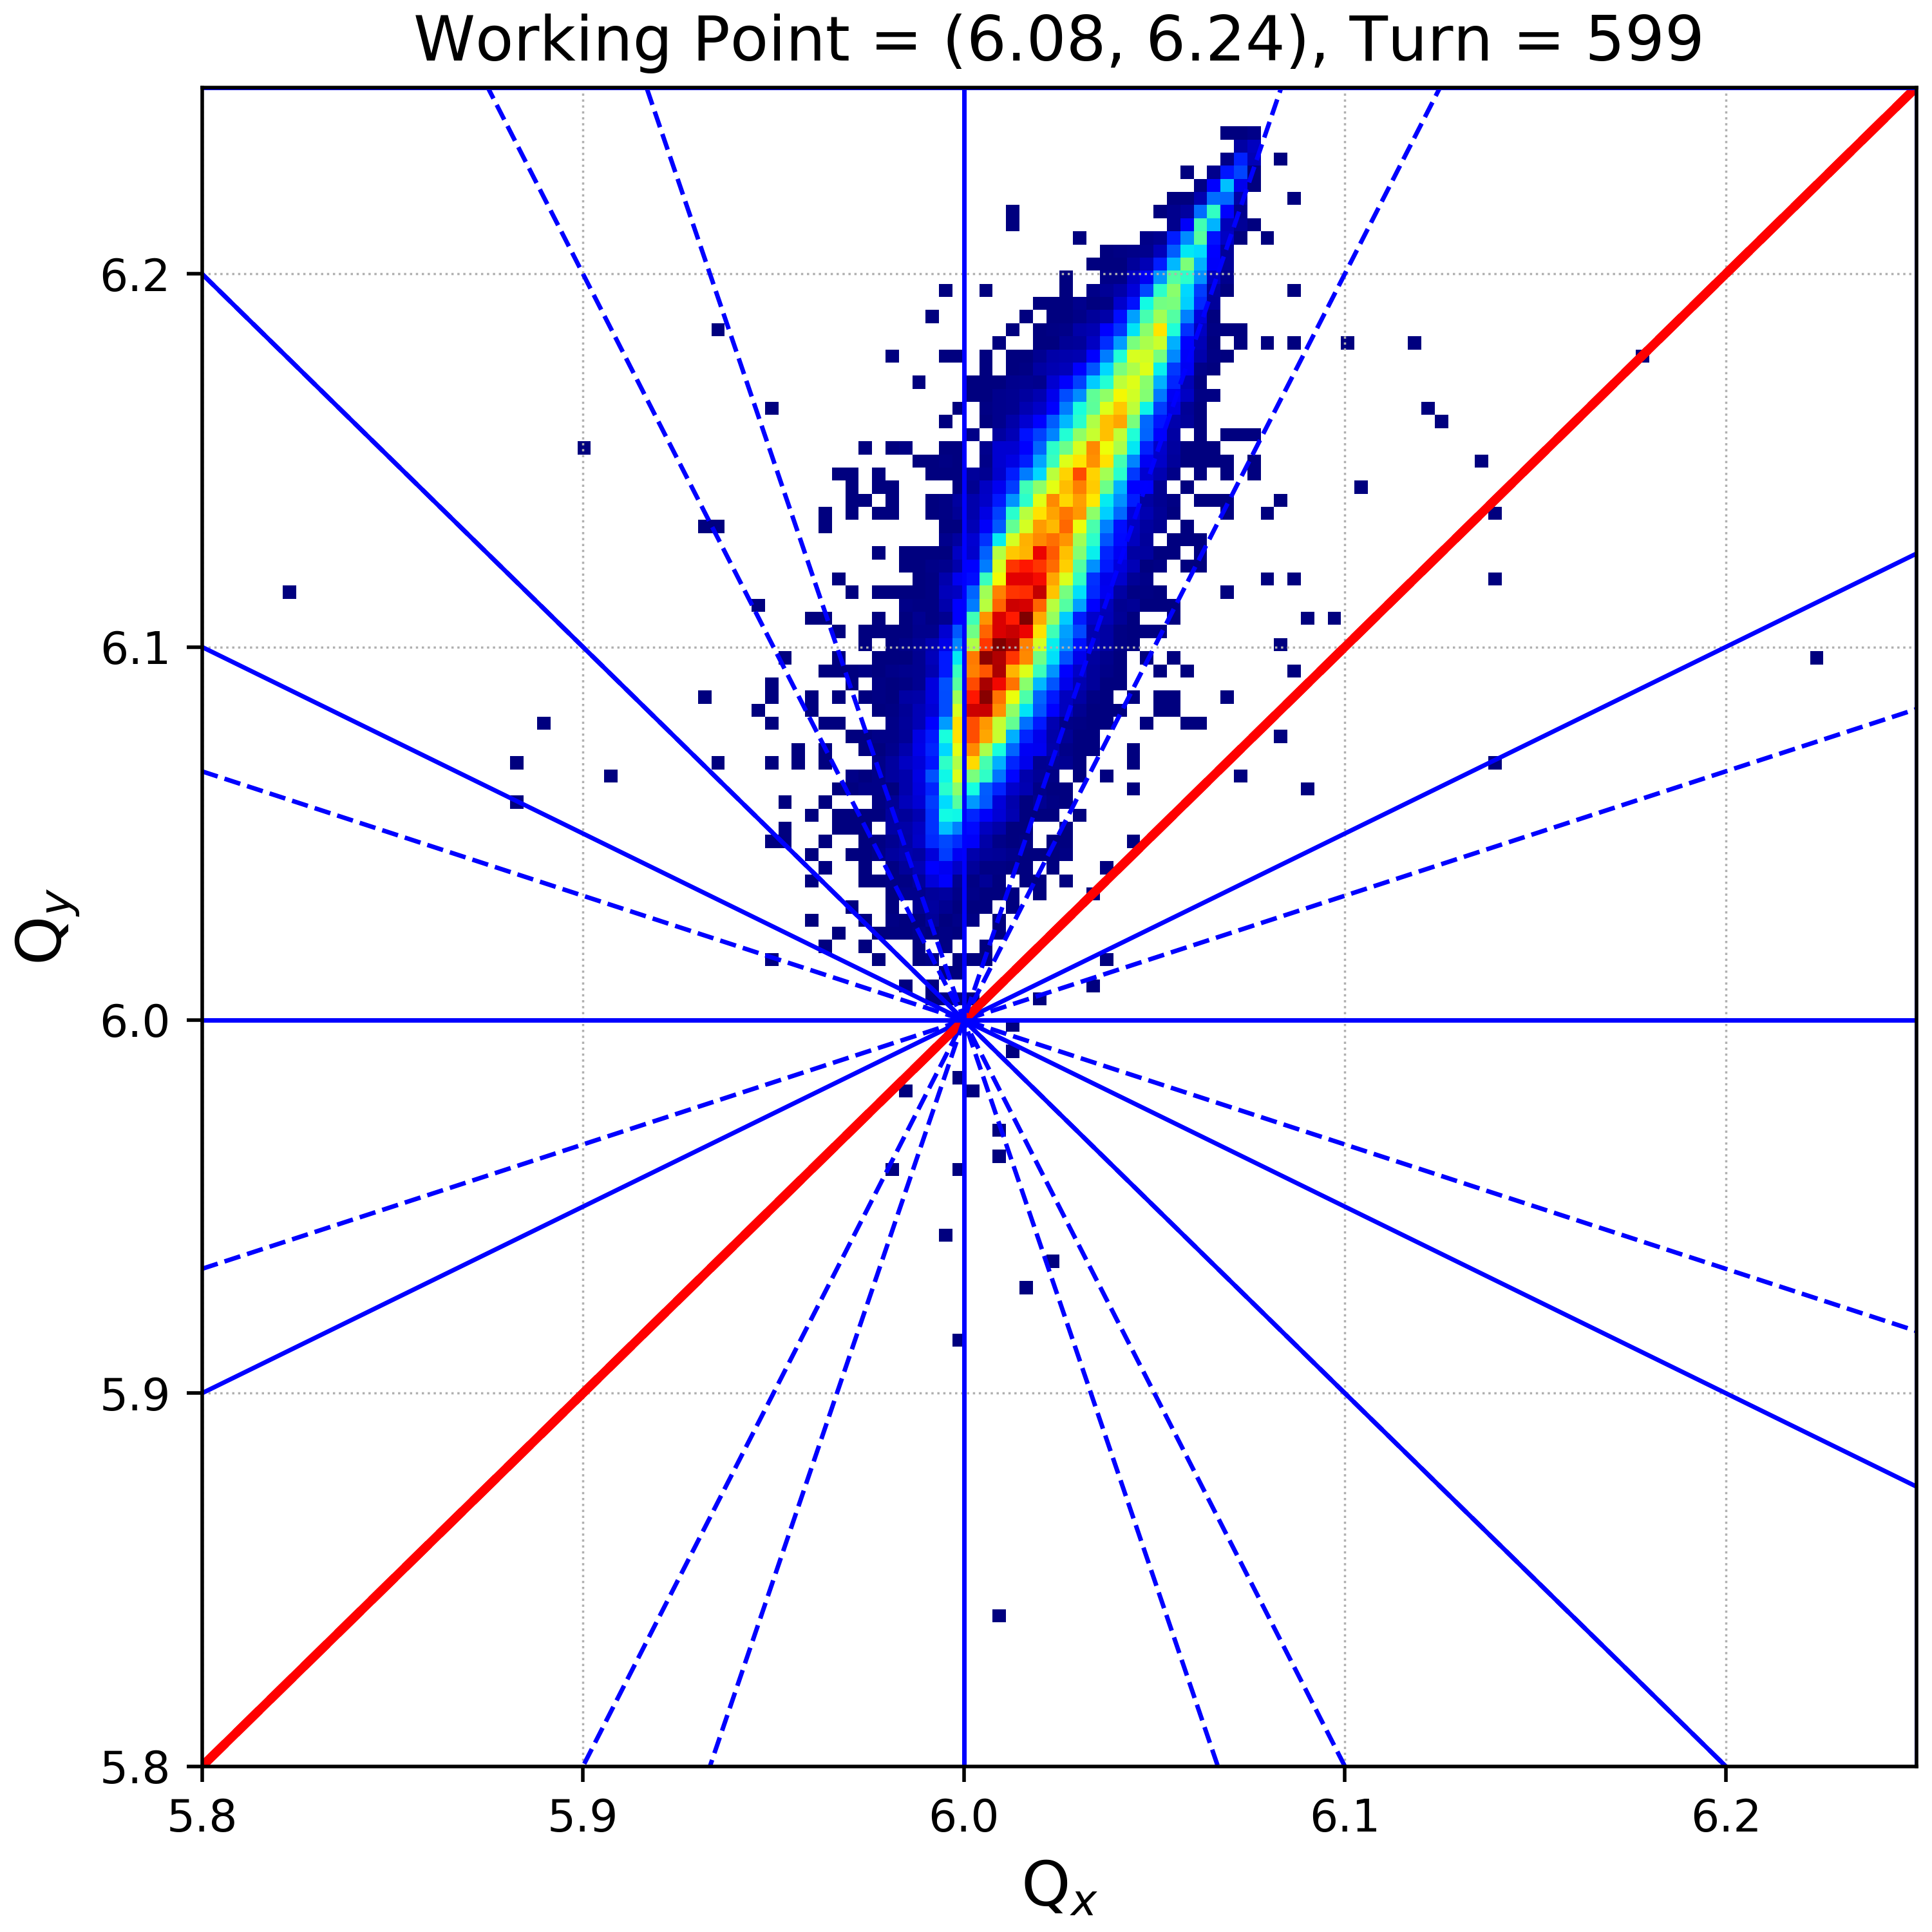 Working Point = (6.08, 6.24), Turn = 599
6.2
6.1
6.0
5.9
5.8
Qy
5.8 5.9 6.0 6.1 6.2
Qx